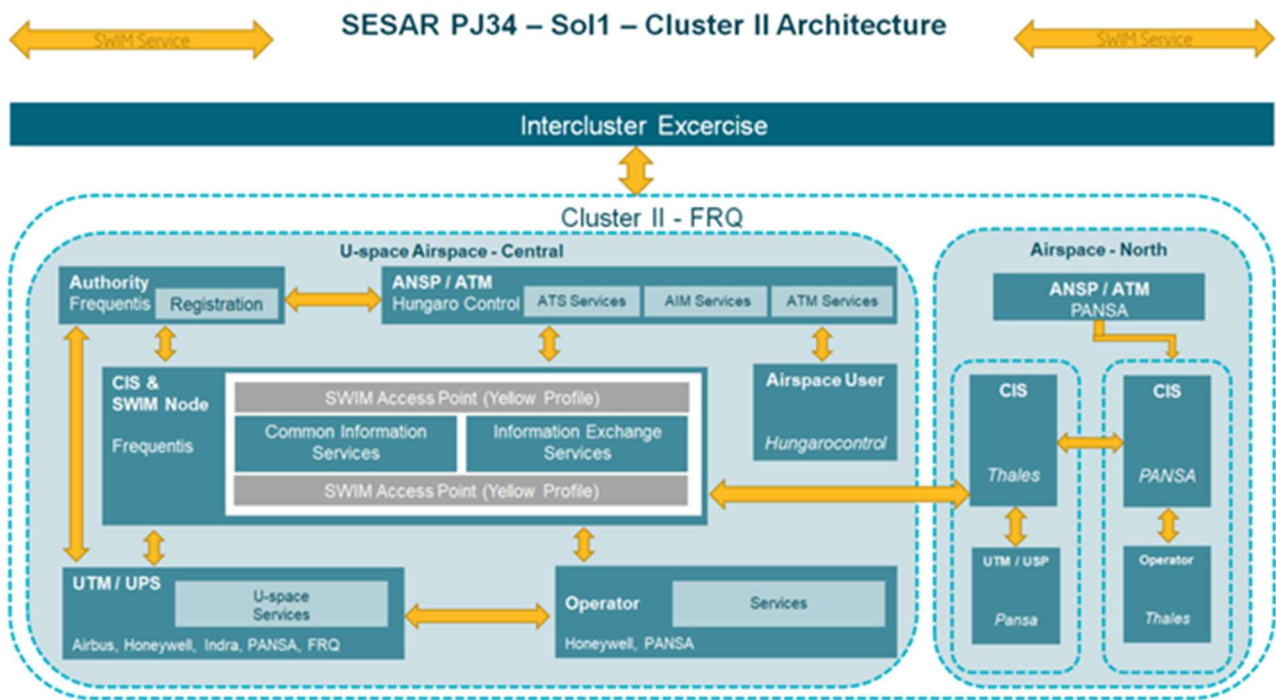 SESAR PJ34 – Sol1 – Cluster II Architecture
SWIM Service
SWIM Service
Intercluster Excercise
Cluster II - FRQ
U-space Airspace - Central
Authority
Frequentis
Registration
ANSP / ATM
Hungaro Control
ATS Services
AIM Services
ATM Services
CIS &
SWIM Node
Frequentis
SWIM Access Point (Yellow Profile)
Common Information
Services
Information Exchange
Services
SWIM Access Point (Yellow Profile)
Airspace User
Hungarocontrol
UTM / UPS
U-space
Services
Airbus, Honeywell, Indra, PANSA, FRQ
Operator
Services
Honeywell, PANSA
Airspace - North
ANSP / ATM
PANSA
CIS
Thales
CIS
PANSA
UTM / USP
Pansa
Operator
Thales